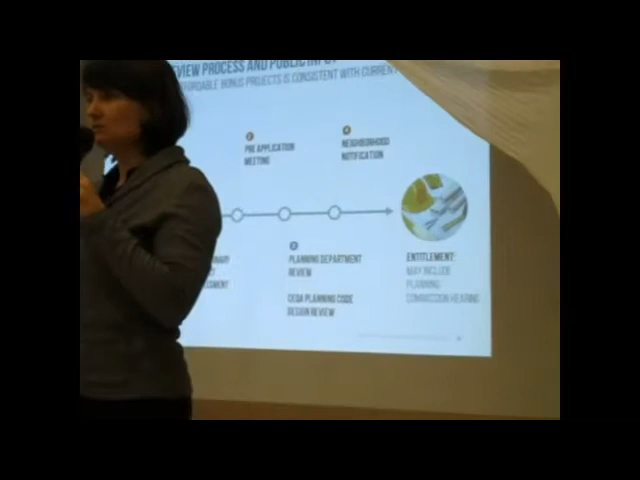 REVIEW PROCESS AND PUBLIC INPUT
AFFORDABLE BONUS PROJECTS IS CONSISTENT WITH CURRENT
PRE APPLICATION
MEETING
NEIGHBORHOOD
NOTIFICATION
PLANNING DEPARTMENT
REVIEW
CEQA PLANNING CODE
DESIGN REVIEW
ENTITLEMENT:
MAY INCLUDE
PLANNING
COMMISSION HEARING